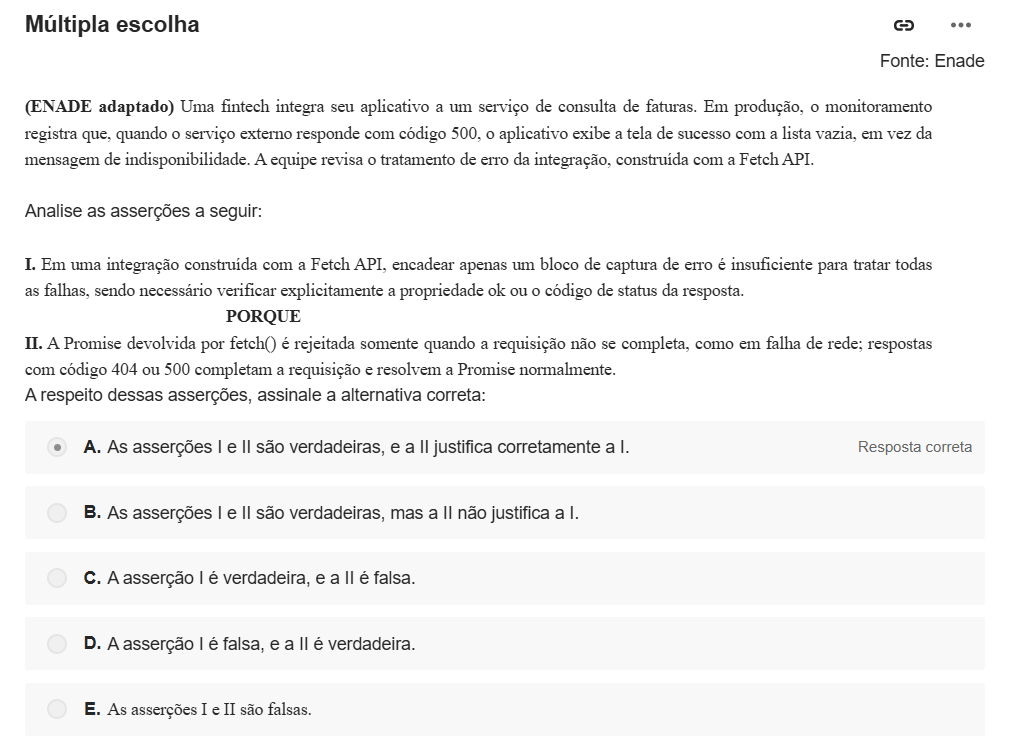 Múltipla escolha
Fonte: Enade
(ENADE adaptado) Uma fintech integra seu aplicativo a um serviço de consulta de faturas. Em produção, o monitoramento
registra que, quando o serviço externo responde com código 500, o aplicativo exibe a tela de sucesso com a lista vazia, em vez da
mensagem de indisponibilidade. A equipe revisa o tratamento de erro da integração, construída com a Fetch API.
Analise as asserções a seguir:
I. Em uma integração construída com a Fetch API, encadear apenas um bloco de captura de erro é insuficiente para tratar todas
as falhas, sendo necessário verificar explicitamente a propriedade ok ou o código de status da resposta.
PORQUE
II. A Promise devolvida por fetch() é rejeitada somente quando a requisição não se completa, como em falha de rede; respostas
com código 404 ou 500 completam a requisição e resolvem a Promise normalmente.
A respeito dessas asserções, assinale a alternativa correta:
A. As asserções I e II são verdadeiras, e a II justifica corretamente a I.
Resposta correta
B. As asserções I e II são verdadeiras, mas a II não justifica a I.
C. A asserção I é verdadeira, e a II é falsa.
D. A asserção I é falsa, e a II é verdadeira.
E. As asserções I e II são falsas.